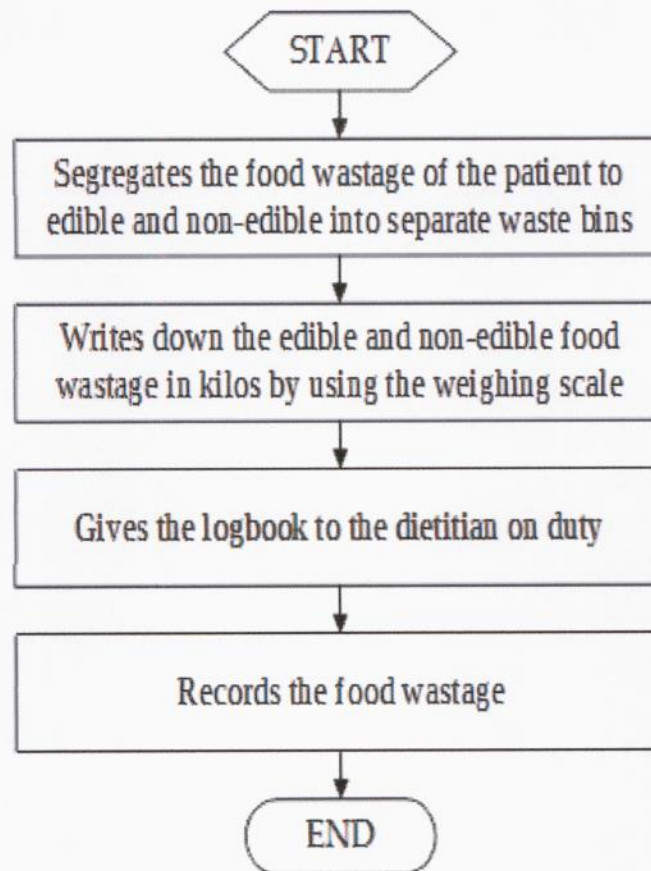 START
Segregates the food wastage of the patient to
edible and non-edible into separate waste bins
Writes down the edible and non-edible food
wastage in kilos by using the weighing scale
Gives the logbook to the dietitian on duty
Records the food wastage
END